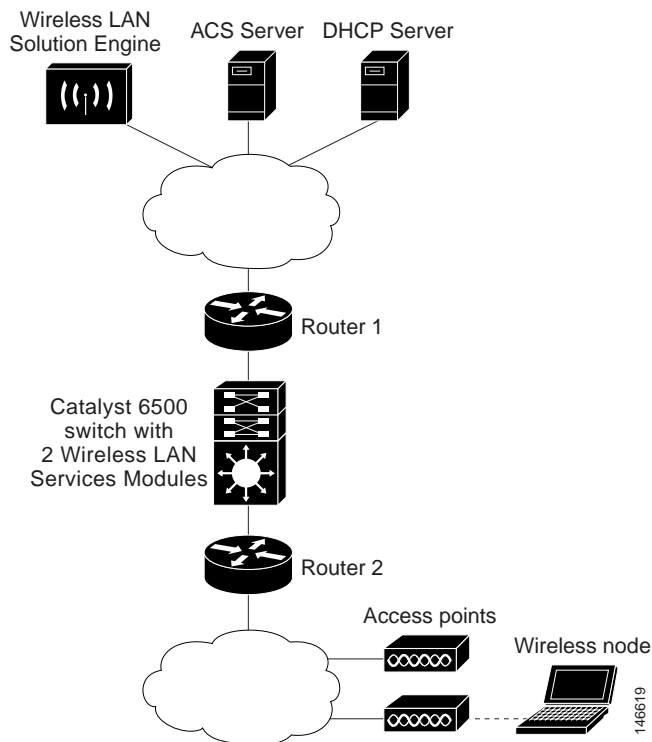 Wireless LAN
Solution Engine
ACS Server
DHCP Server
Router 1
Catalyst 6500
switch with
2 Wireless LAN
Services Modules
Router 2
Access points
Wireless node
146619